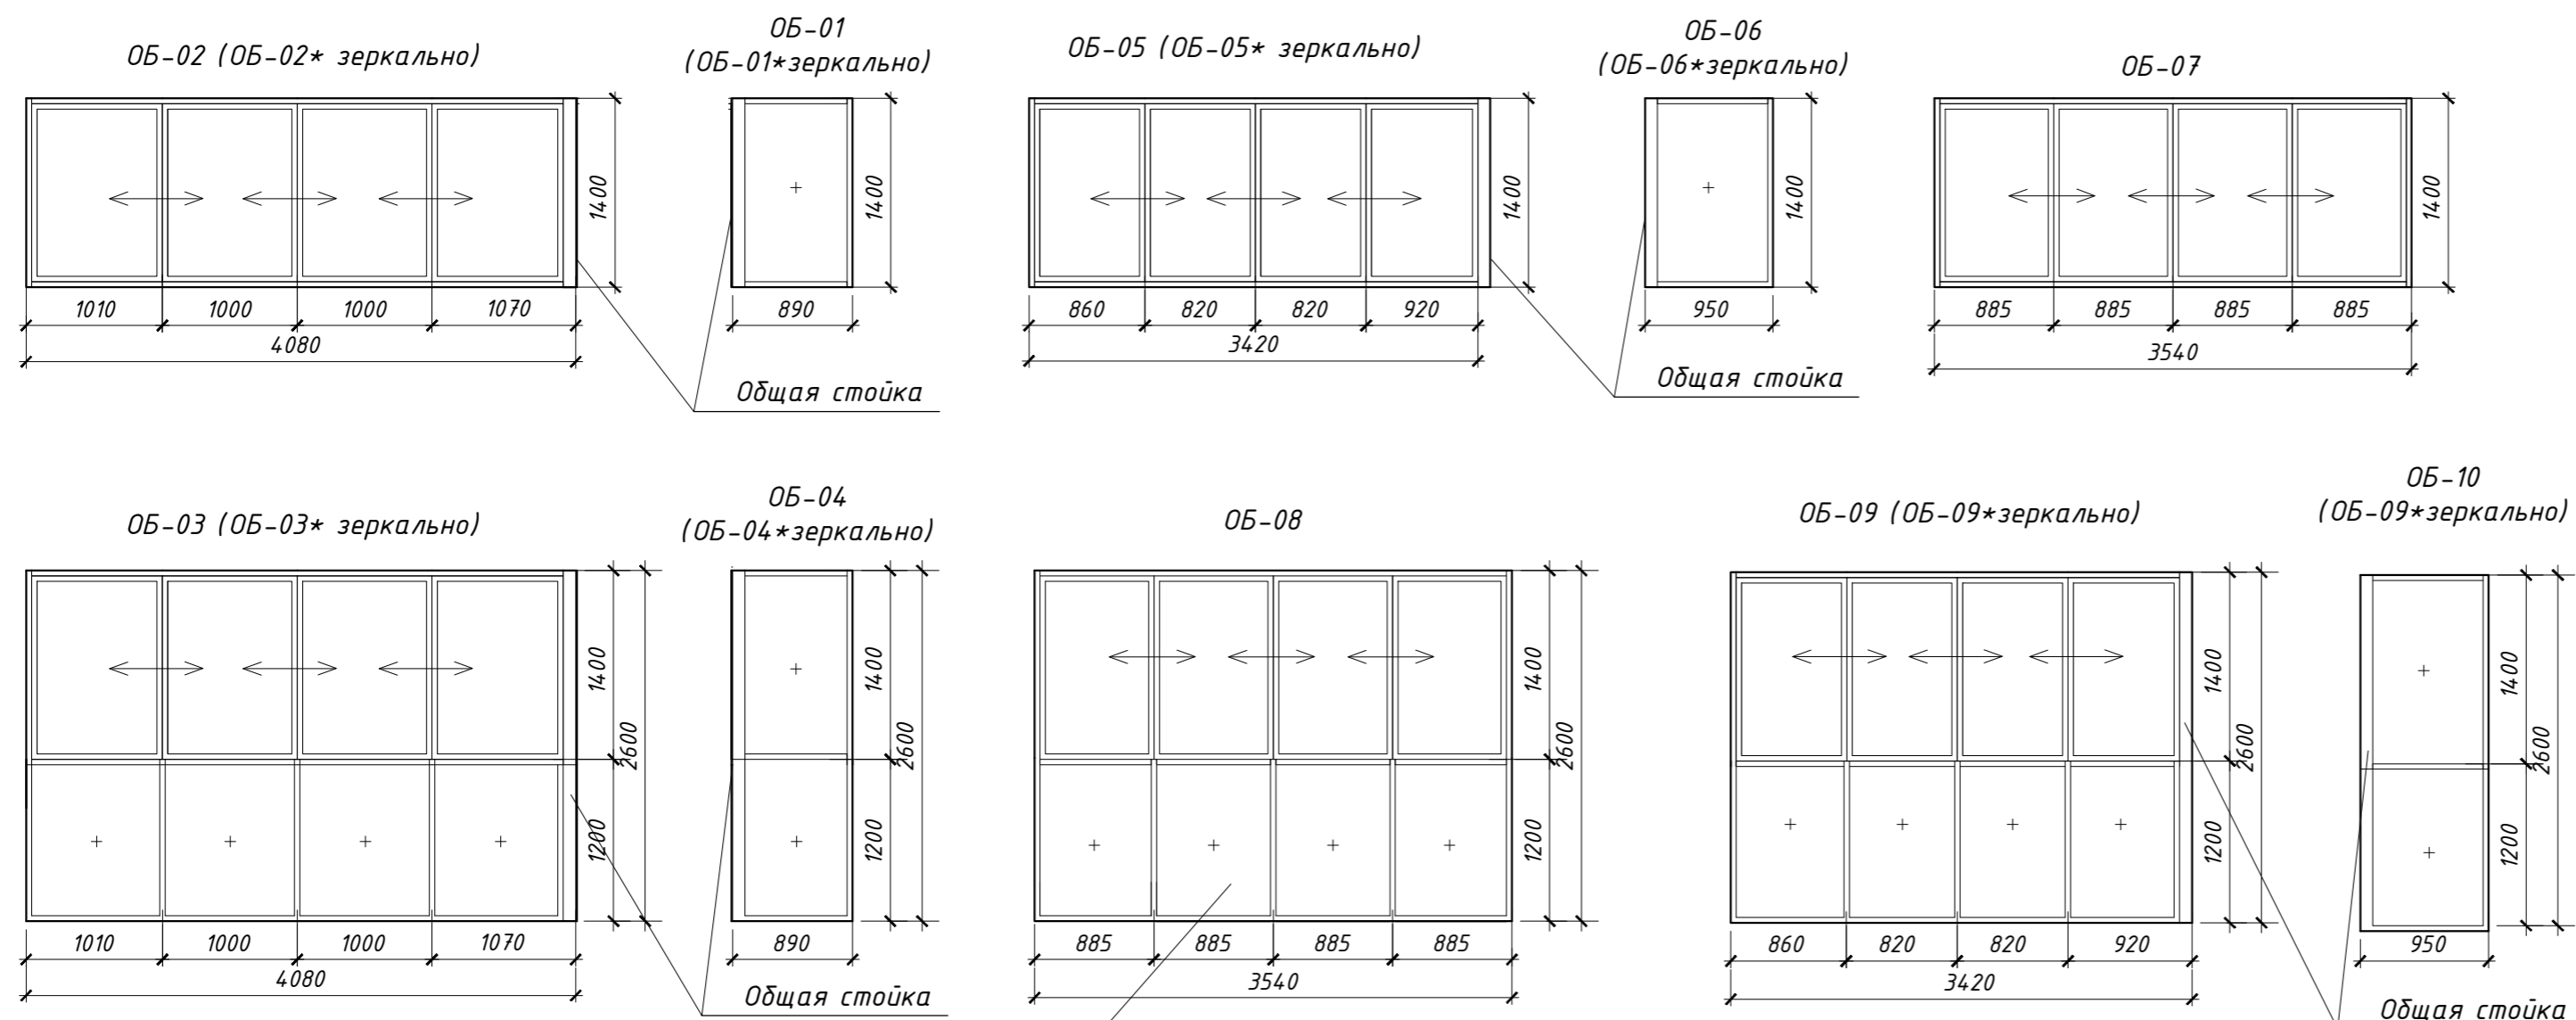 ОБ-02 (ОБ-02* зеркально)
1400
1010 1000 1000 1070
4080
ОБ-01
(ОБ-01*зеркально)
1400
890
Общая стойка
ОБ-05 (ОБ-05* зеркально)
1400
860 820 820 920
3420
ОБ-06
(ОБ-06*зеркально)
1400
950
Общая стойка
ОБ-07
1400
885 885 885 885
3540
ОБ-03 (ОБ-03* зеркально)
1400
2600
1200
1010 1000 1000 1070
4080
ОБ-04
(ОБ-04*зеркально)
1400
2600
1200
890
Общая стойка
ОБ-08
1400
2600
1200
885 885 885 885
3540
ОБ-09 (ОБ-09*зеркально)
1400
2600
1200
860 820 820 920
3420
ОБ-10
(ОБ-09*зеркально)
1400
2600
1200
950
Общая стойка